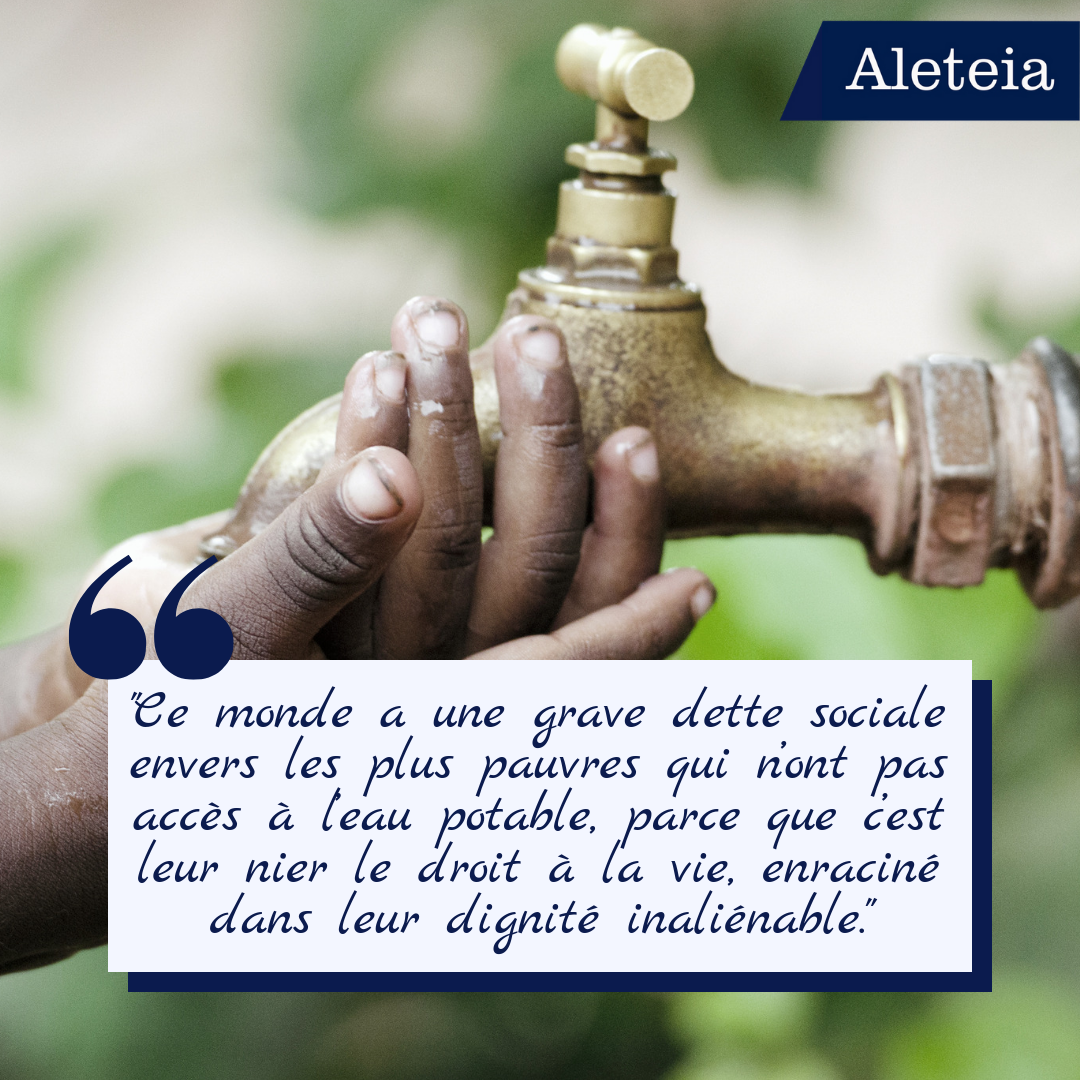 Aleteia
"Ce monde a une grave dette sociale
envers les plus pauvres qui n'ont pas
accès à l'eau potable, parce que c'est
leur nier le droit à la vie, enraciné
dans leur dignité inaliénable."